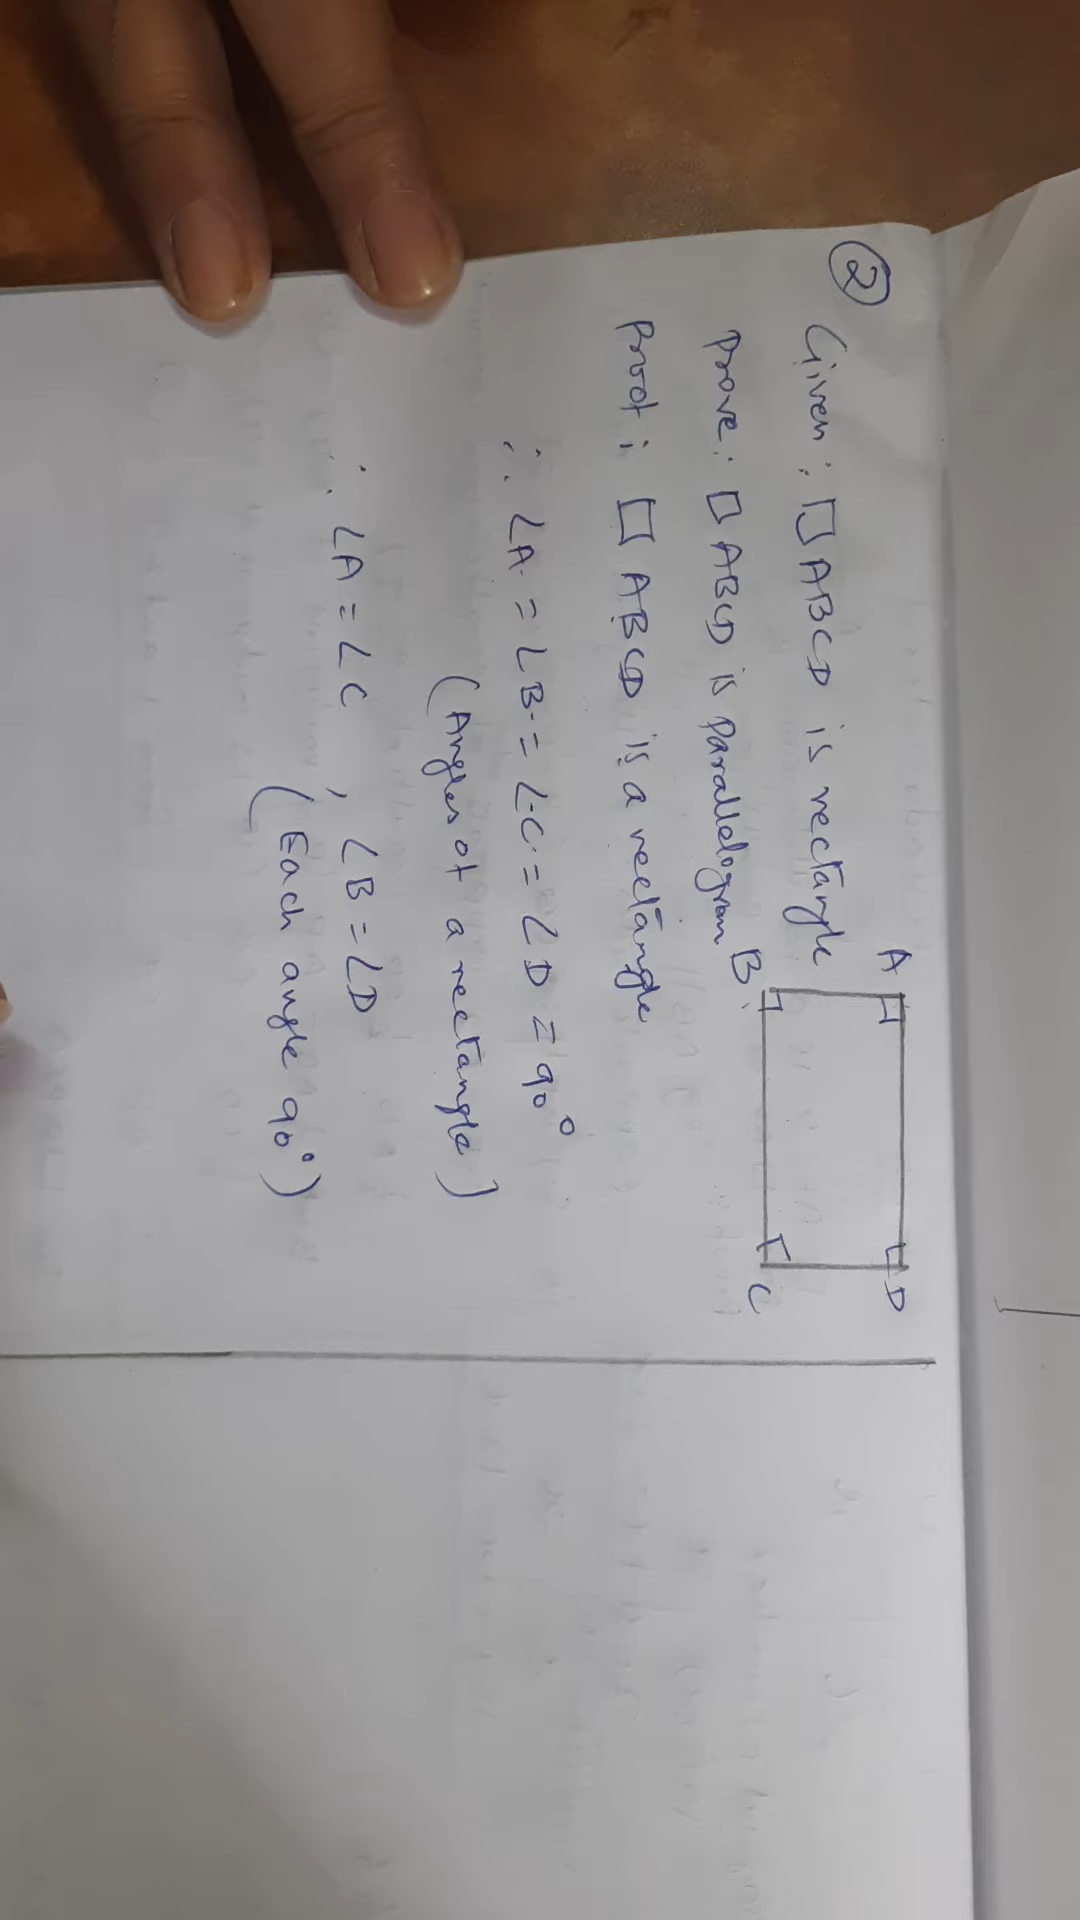 ②
Given : □ABCD is rectangle
Prove : □ABCD is parallelogram
Proof : □ ABCD is a rectangle
∴ ∠A = ∠B = ∠C = ∠D = 90°
(Angles of a rectangle)
∴ ∠A = ∠C , ∠B = ∠D
(Each angle 90°)
A
D
B
C